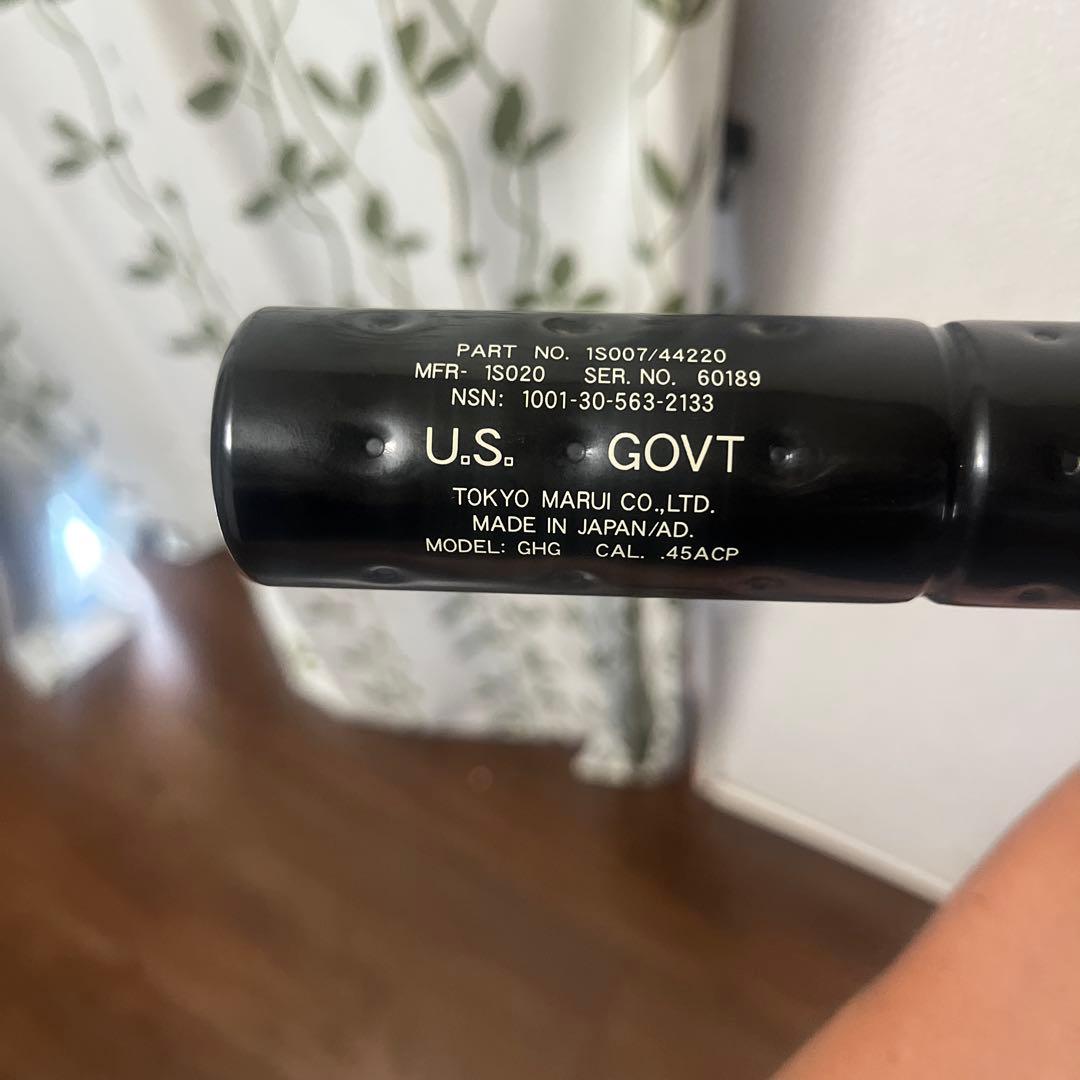 PART NO. 1S007/44220
MFR- 1S020 SER. NO. 60189
NSN: 1001-30-563-2133
U.S. GOVT
TOKYO MARUI CO.,LTD.
MADE IN JAPAN/AD.
MODEL: GHG CAL. .45ACP